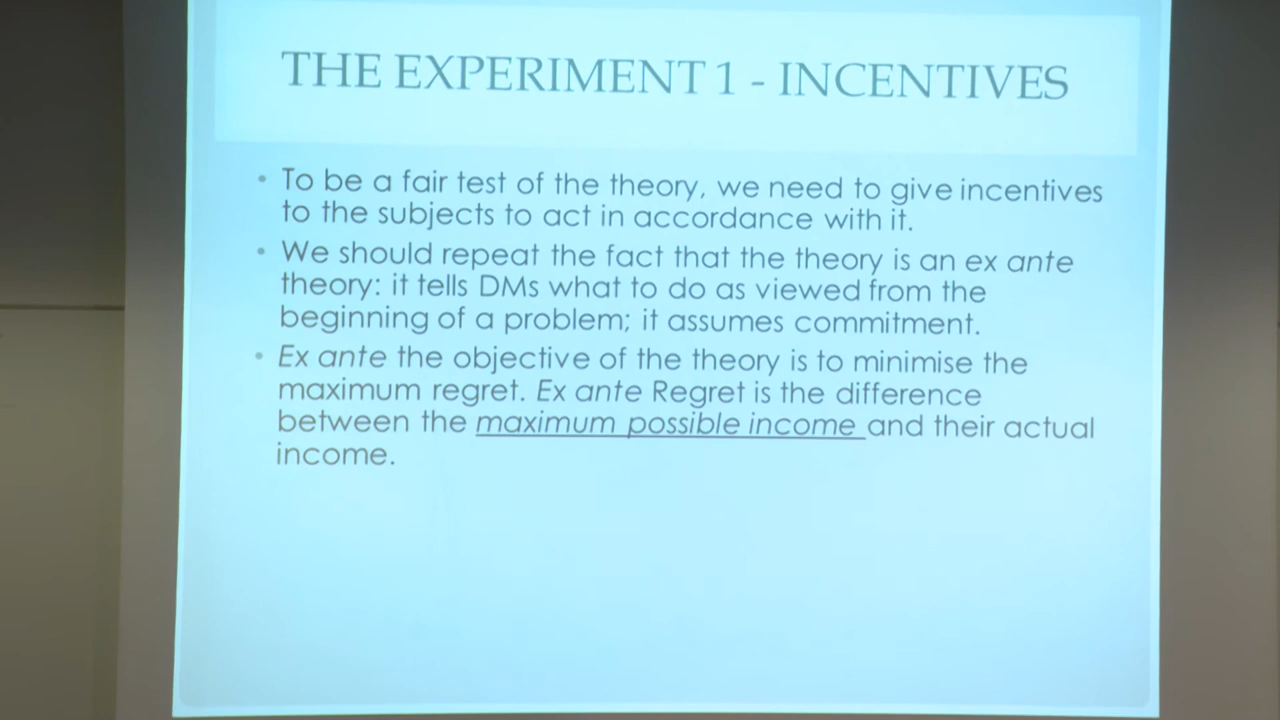 THE EXPERIMENT 1 - INCENTIVES
• To be a fair test of the theory, we need to give incentives
to the subjects to act in accordance with it.
• We should repeat the fact that the theory is an ex ante
theory: it tells DMs what to do as viewed from the
beginning of a problem; it assumes commitment.
• Ex ante the objective of the theory is to minimise the
maximum regret. Ex ante Regret is the difference
between the maximum possible income and their actual
income.